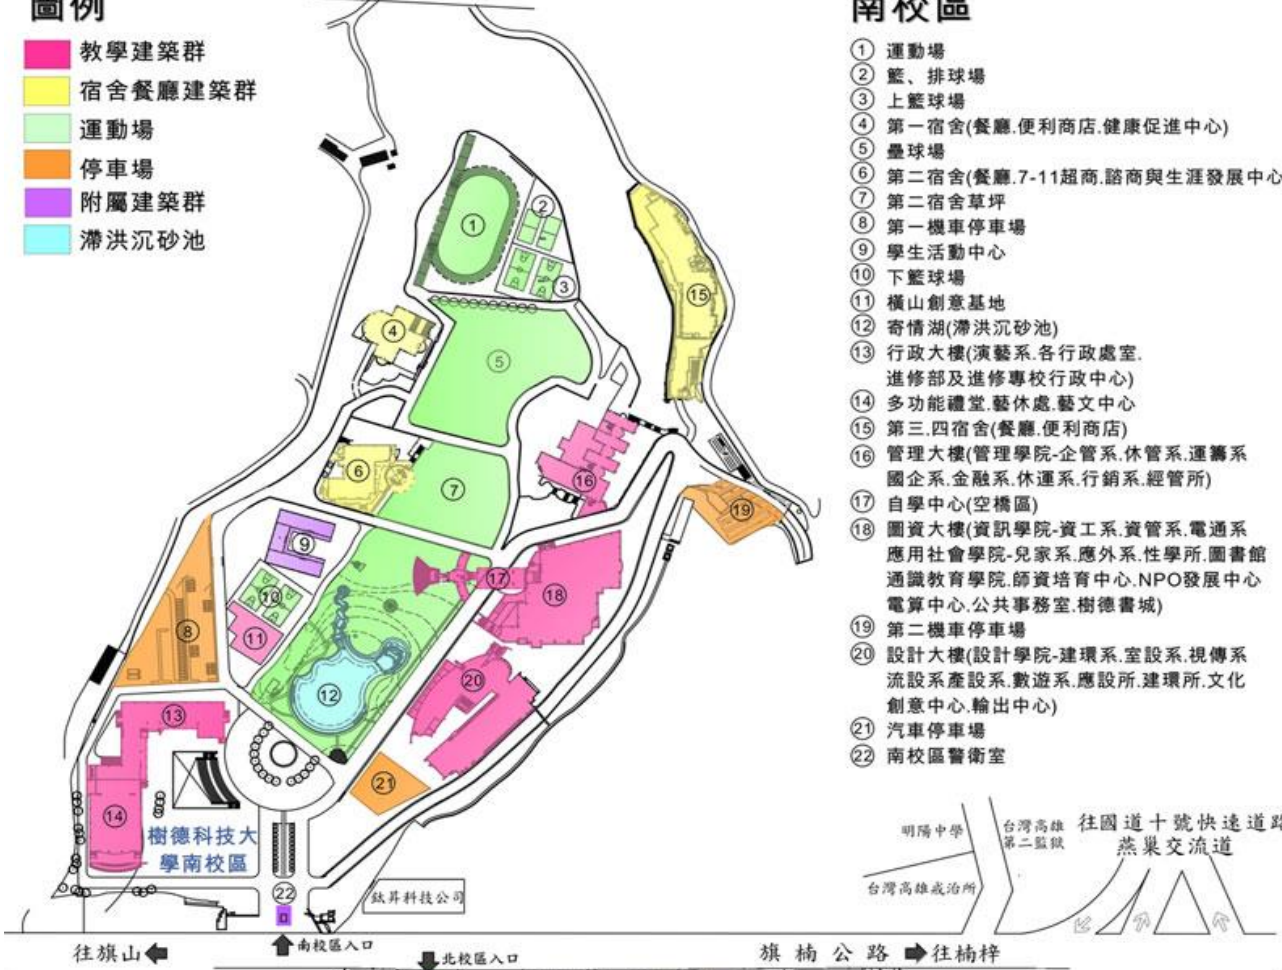 圖例
教學建築群
宿舍餐廳建築群
運動場
停車場
附屬建築群
滯洪沉砂池
南校區
① 運動場
② 籃、排球場
③ 上籃球場
④ 第一宿舍(餐廳.便利商店.健康促進中心)
⑤ 壘球場
⑥ 第二宿舍(餐廳.7-11超商.諮商與生涯發展中心
⑦ 第二宿舍草坪
⑧ 第一機車停車場
⑨ 學生活動中心
⑩ 下籃球場
⑪ 橫山創意基地
⑫ 寄情湖(滯洪沉砂池)
⑬ 行政大樓(演藝系.各行政處室.
進修部及進修專校行政中心)
⑭ 多功能禮堂.藝休處.藝文中心
⑮ 第三.四宿舍(餐廳.便利商店)
⑯ 管理大樓(管理學院-企管系.休管系.運籌系
國企系.金融系.休運系.行銷系.經管所)
⑰ 自學中心(空橋區)
⑱ 圖資大樓(資訊學院-資工系.資管系.電通系
應用社會學院-兒家系.應外系.性學所.圖書館
通識教育學院.師資培育中心.NPO發展中心
電算中心.公共事務室.樹德書城)
⑲ 第二機車停車場
⑳ 設計大樓(設計學院-建環系.室設系.視傳系
流設系產設系.數遊系.應設所.建環所.文化
創意中心.輸出中心)
㉑ 汽車停車場
㉒ 南校區警衛室
①
②
③
④
⑤
⑥
⑦
⑧
⑨
⑩
⑪
⑫
⑬
⑭
⑮
⑯
⑰
⑱
⑲
⑳
㉑
㉒
樹德科技大
學南校區
鈦昇科技公司
明陽中學
台灣高雄
第二監獄
台灣高雄戒治所
往國道十號快速道路
燕巢交流道
往旗山
南校區入口
北校區入口
旗楠公路
往楠梓